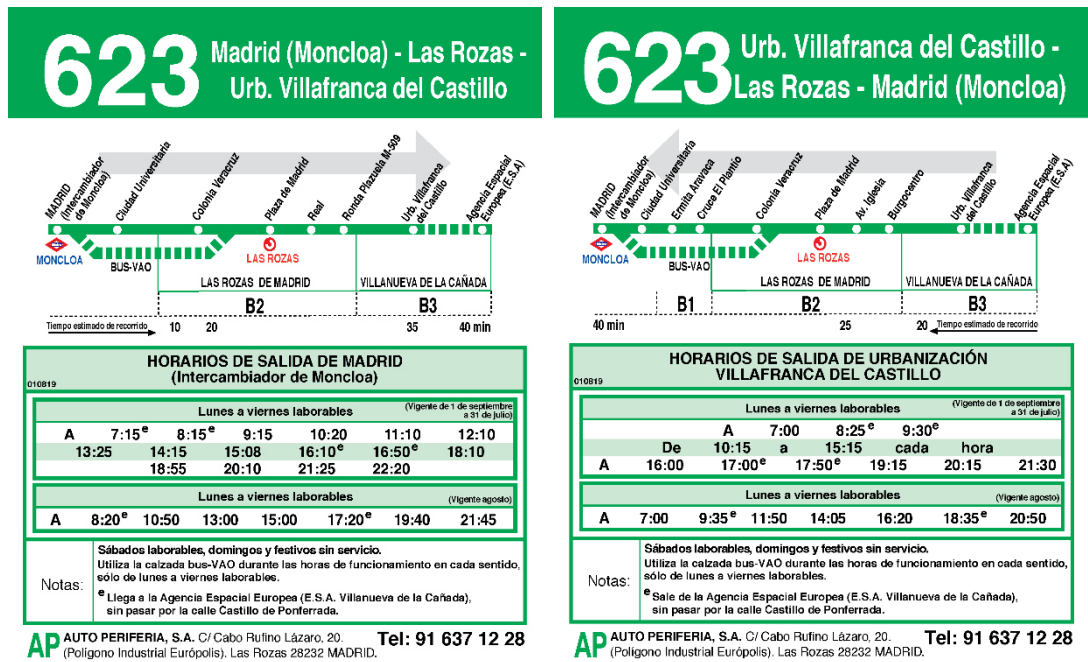 623
Madrid (Moncloa) - Las Rozas -
Urb. Villafranca del Castillo
MADRID
(Intercambiador
de Moncloa)
Ciudad Universitaria
Colonia Veracruz
Plaza de Madrid
Real
Ronda Plazuela M-509
Urb. Villafranca
del Castillo
Agencia Espacial
Europea (E.S.A)
MONCLOA
BUS-VAO
LAS ROZAS
LAS ROZAS DE MADRID
VILLANUEVA DE LA CAÑADA
B2
B3
Tiempo estimado de recorrido
10 20 35 40 min
HORARIOS DE SALIDA DE MADRID
(Intercambiador de Moncloa)
010819
Lunes a viernes laborables
(Vigente de 1 de septiembre
a 31 de julio)
A 7:15 e 8:15 e 9:15 10:20 11:10 12:10
13:25 14:15 15:08 16:10 e 16:50 e 18:10
18:55 20:10 21:25 22:20
Lunes a viernes laborables
(Vigente agosto)
A 8:20 e 10:50 13:00 15:00 17:20 e 19:40 21:45
Notas:
Sábados laborables, domingos y festivos sin servicio.
Utiliza la calzada bus-VAO durante las horas de funcionamiento en cada sentido,
sólo de lunes a viernes laborables.
e Llega a la Agencia Espacial Europea (E.S.A. Villanueva de la Cañada),
sin pasar por la calle Castillo de Ponferrada.
AP
AUTO PERIFERIA, S.A. C/ Cabo Rufino Lázaro, 20.
(Polígono Industrial Európolis). Las Rozas 28232 MADRID.
Tel: 91 637 12 28
623
Urb. Villafranca del Castillo -
Las Rozas - Madrid (Moncloa)
MADRID
(Intercambiador
de Moncloa)
Ciudad Universitaria
Ermita Aravaca
Cruce El Plantío
Colonia Veracruz
Plaza de Madrid
Av. Iglesia
Burgocentro
Urb. Villafranca
del Castillo
Agencia Espacial
Europea (E.S.A)
MONCLOA
BUS-VAO
LAS ROZAS
LAS ROZAS DE MADRID
VILLANUEVA DE LA CAÑADA
B1
B2
B3
40 min 25 20
Tiempo estimado de recorrido
HORARIOS DE SALIDA DE URBANIZACIÓN
VILLAFRANCA DEL CASTILLO
010819
Lunes a viernes laborables
(Vigente de 1 de septiembre
a 31 de julio)
A 7:00 8:25 e 9:30 e
De 10:15 a 15:15 cada hora
A 16:00 17:00 e 17:50 e 19:15 20:15 21:30
Lunes a viernes laborables
(Vigente agosto)
A 7:00 9:35 e 11:50 14:05 16:20 18:35 e 20:50
Notas:
Sábados laborables, domingos y festivos sin servicio.
Utiliza la calzada bus-VAO durante las horas de funcionamiento en cada sentido,
sólo de lunes a viernes laborables.
e Sale de la Agencia Espacial Europea (E.S.A. Villanueva de la Cañada),
sin pasar por la calle Castillo de Ponferrada.
AP
AUTO PERIFERIA, S.A. C/ Cabo Rufino Lázaro, 20.
(Polígono Industrial Európolis). Las Rozas 28232 MADRID.
Tel: 91 637 12 28